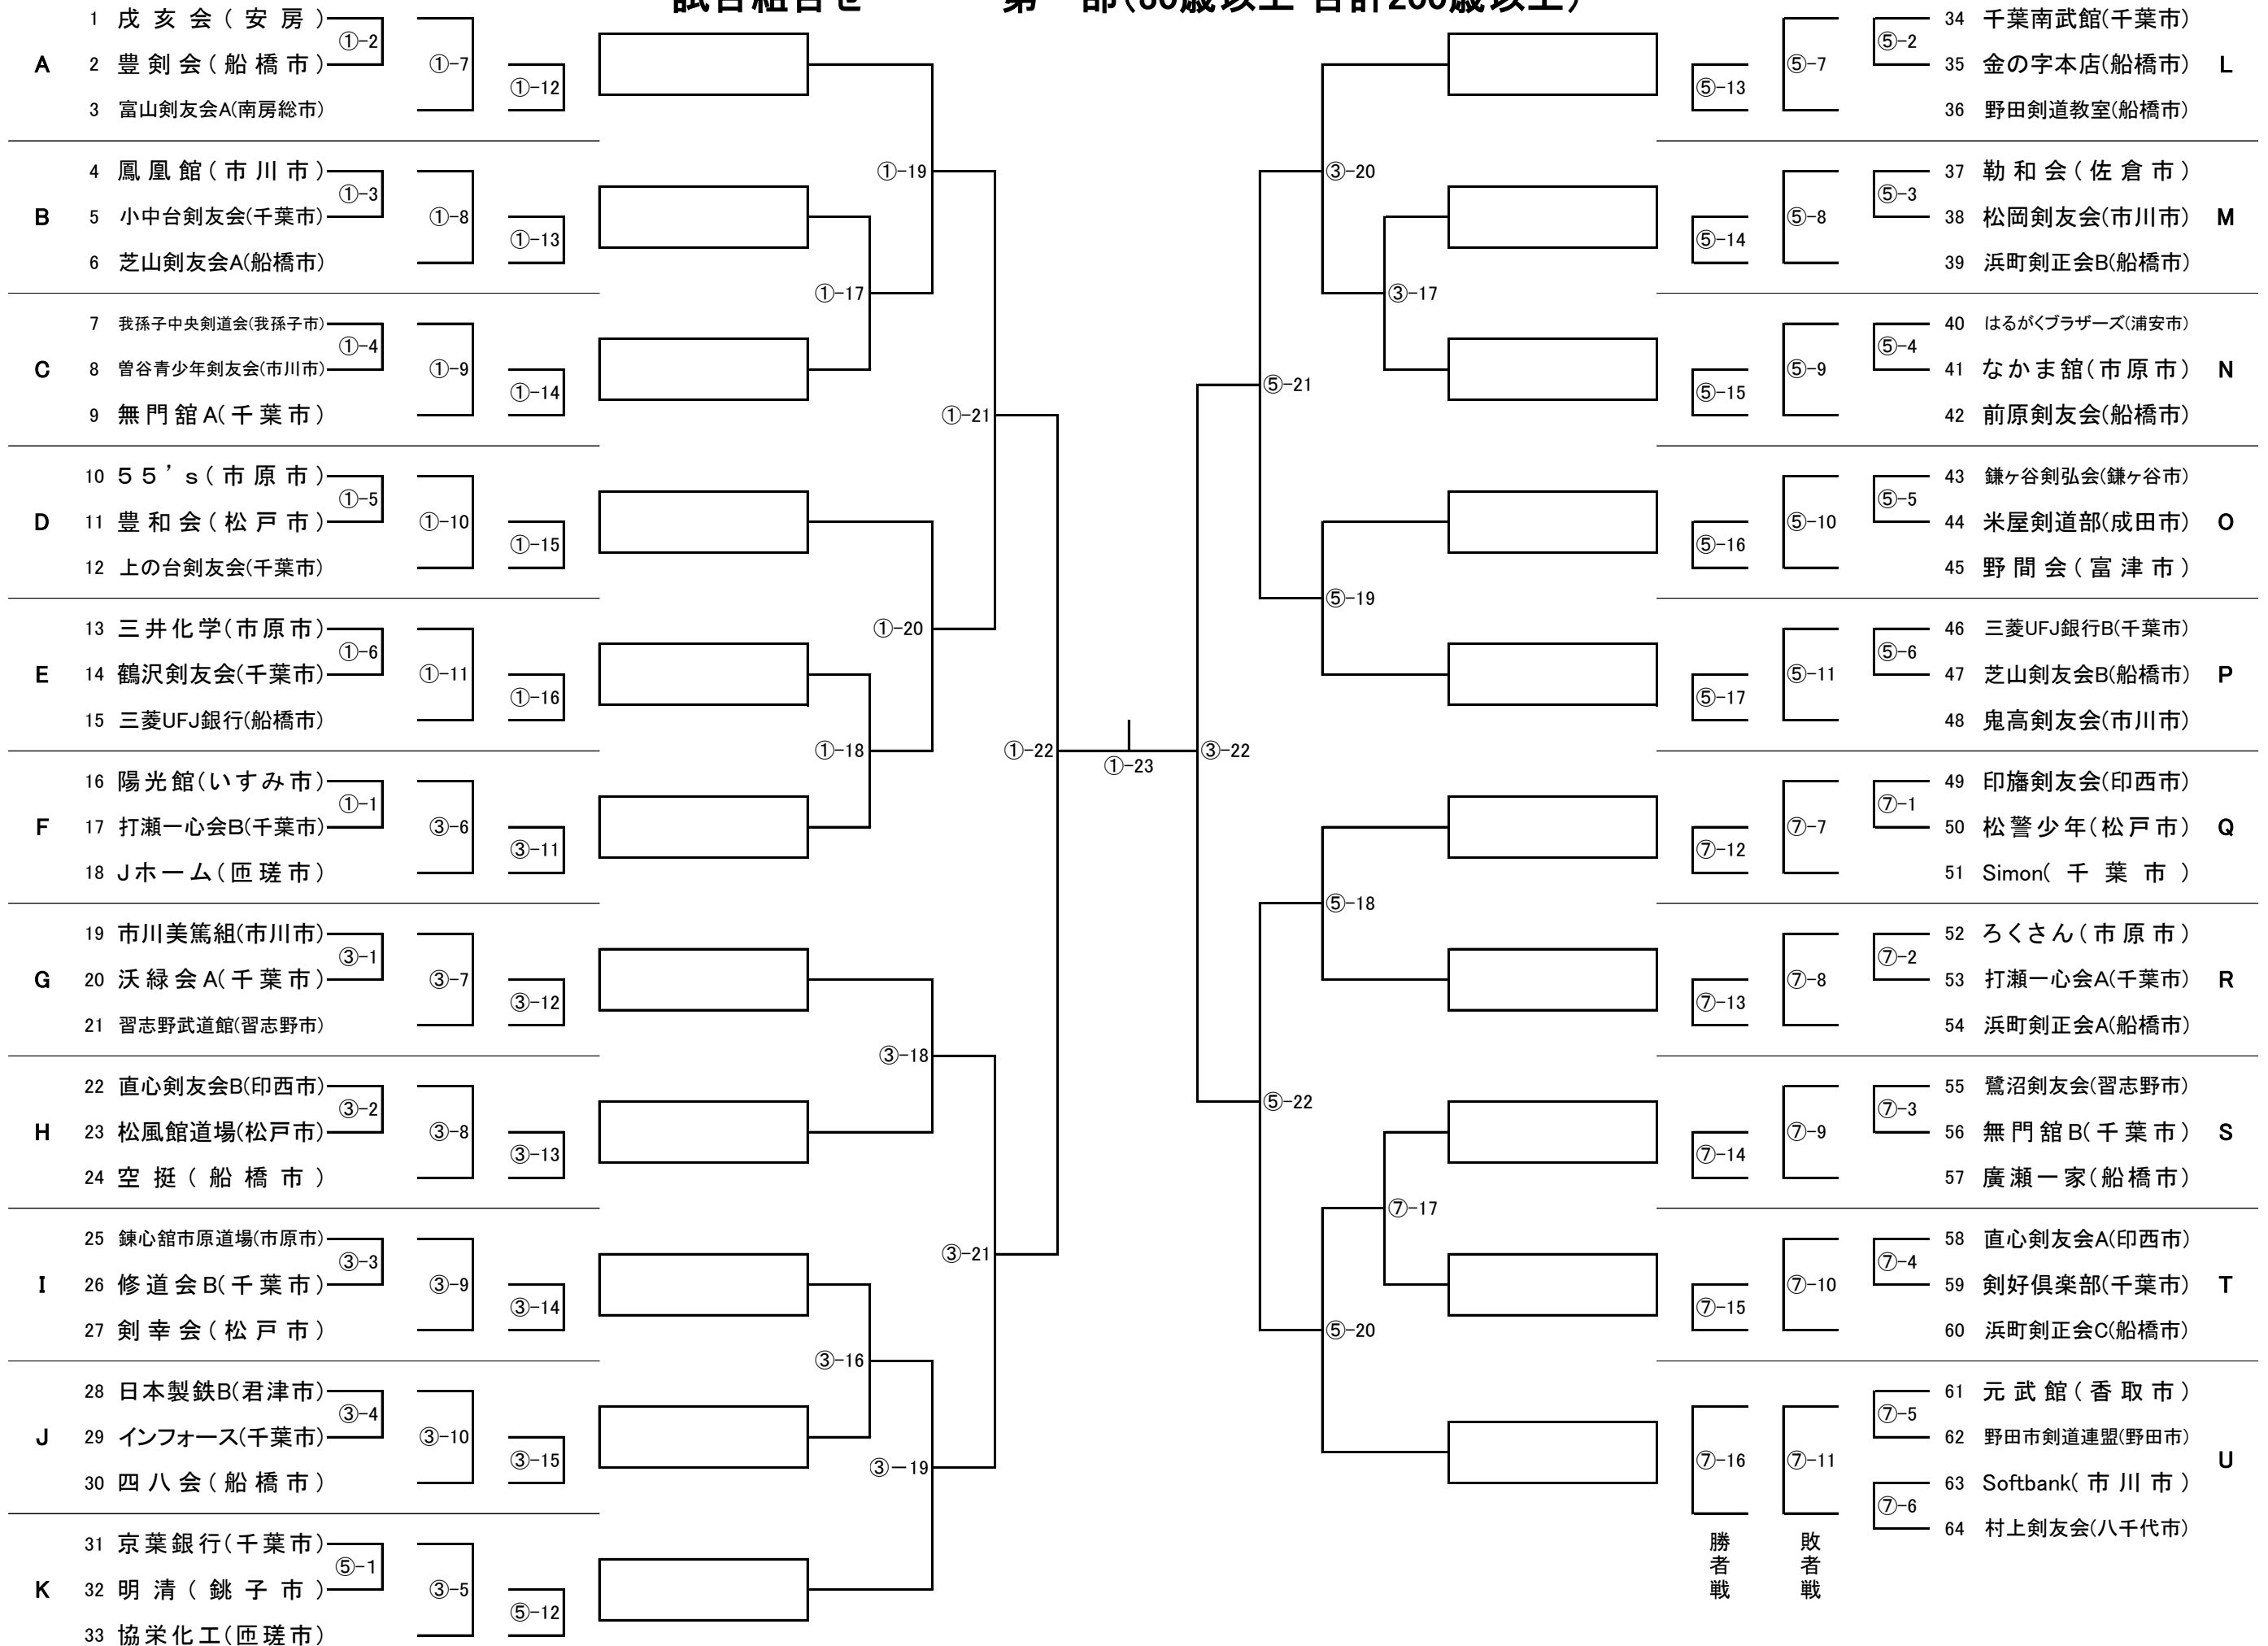 試合組合せ 第 部(60歳以上 合計200歳以上)
A
1 戌亥会(安房)
2 豊剣会(船橋市)
3 富山剣友会A(南房総市)
①-2
①-7
①-12
B
4 鳳凰館(市川市)
5 小中台剣友会(千葉市)
6 芝山剣友会A(船橋市)
①-3
①-8
①-13
C
7 我孫子中央剣道会(我孫子市)
8 曽谷青少年剣友会(市川市)
9 無門舘A(千葉市)
①-4
①-9
①-14
D
10 55's(市原市)
11 豊和会(松戸市)
12 上の台剣友会(千葉市)
①-5
①-10
①-15
E
13 三井化学(市原市)
14 鶴沢剣友会(千葉市)
15 三菱UFJ銀行(船橋市)
①-6
①-11
①-16
F
16 陽光館(いすみ市)
17 打瀬一心会B(千葉市)
18 Jホーム(匝瑳市)
①-1
③-6
③-11
G
19 市川美篤組(市川市)
20 沃緑会A(千葉市)
21 習志野武道館(習志野市)
③-1
③-7
③-12
H
22 直心剣友会B(印西市)
23 松風館道場(松戸市)
24 空挺(船橋市)
③-2
③-8
③-13
I
25 錬心舘市原道場(市原市)
26 修道会B(千葉市)
27 剣幸会(松戸市)
③-3
③-9
③-14
J
28 日本製鉄B(君津市)
29 インフォース(千葉市)
30 四八会(船橋市)
③-4
③-10
③-15
K
31 京葉銀行(千葉市)
32 明清(銚子市)
33 協栄化工(匝瑳市)
⑤-1
③-5
⑤-12
①-19
①-17
①-21
①-20
①-18
①-22
③-18
③-21
③-16
③-19
①-23
③-22
③-20
③-17
⑤-21
⑤-19
⑤-18
⑤-22
⑦-17
⑤-20
L
34 千葉南武館(千葉市)
35 金の字本店(船橋市)
36 野田剣道教室(船橋市)
⑤-2
⑤-7
⑤-13
M
37 勒和会(佐倉市)
38 松岡剣友会(市川市)
39 浜町剣正会B(船橋市)
⑤-3
⑤-8
⑤-14
N
40 はるがくブラザーズ(浦安市)
41 なかま舘(市原市)
42 前原剣友会(船橋市)
⑤-4
⑤-9
⑤-15
O
43 鎌ヶ谷剣弘会(鎌ヶ谷市)
44 米屋剣道部(成田市)
45 野間会(富津市)
⑤-5
⑤-10
⑤-16
P
46 三菱UFJ銀行B(千葉市)
47 芝山剣友会B(船橋市)
48 鬼高剣友会(市川市)
⑤-6
⑤-11
⑤-17
Q
49 印旛剣友会(印西市)
50 松警少年(松戸市)
51 Simon(千葉市)
⑦-1
⑦-7
⑦-12
R
52 ろくさん(市原市)
53 打瀬一心会A(千葉市)
54 浜町剣正会A(船橋市)
⑦-2
⑦-8
⑦-13
S
55 鷺沼剣友会(習志野市)
56 無門舘B(千葉市)
57 廣瀬一家(船橋市)
⑦-3
⑦-9
⑦-14
T
58 直心剣友会A(印西市)
59 剣好倶楽部(千葉市)
60 浜町剣正会C(船橋市)
⑦-4
⑦-10
⑦-15
U
61 元武館(香取市)
62 野田市剣道連盟(野田市)
63 Softbank(市川市)
64 村上剣友会(八千代市)
⑦-5
⑦-6
⑦-11
⑦-16
勝者戦
敗者戦